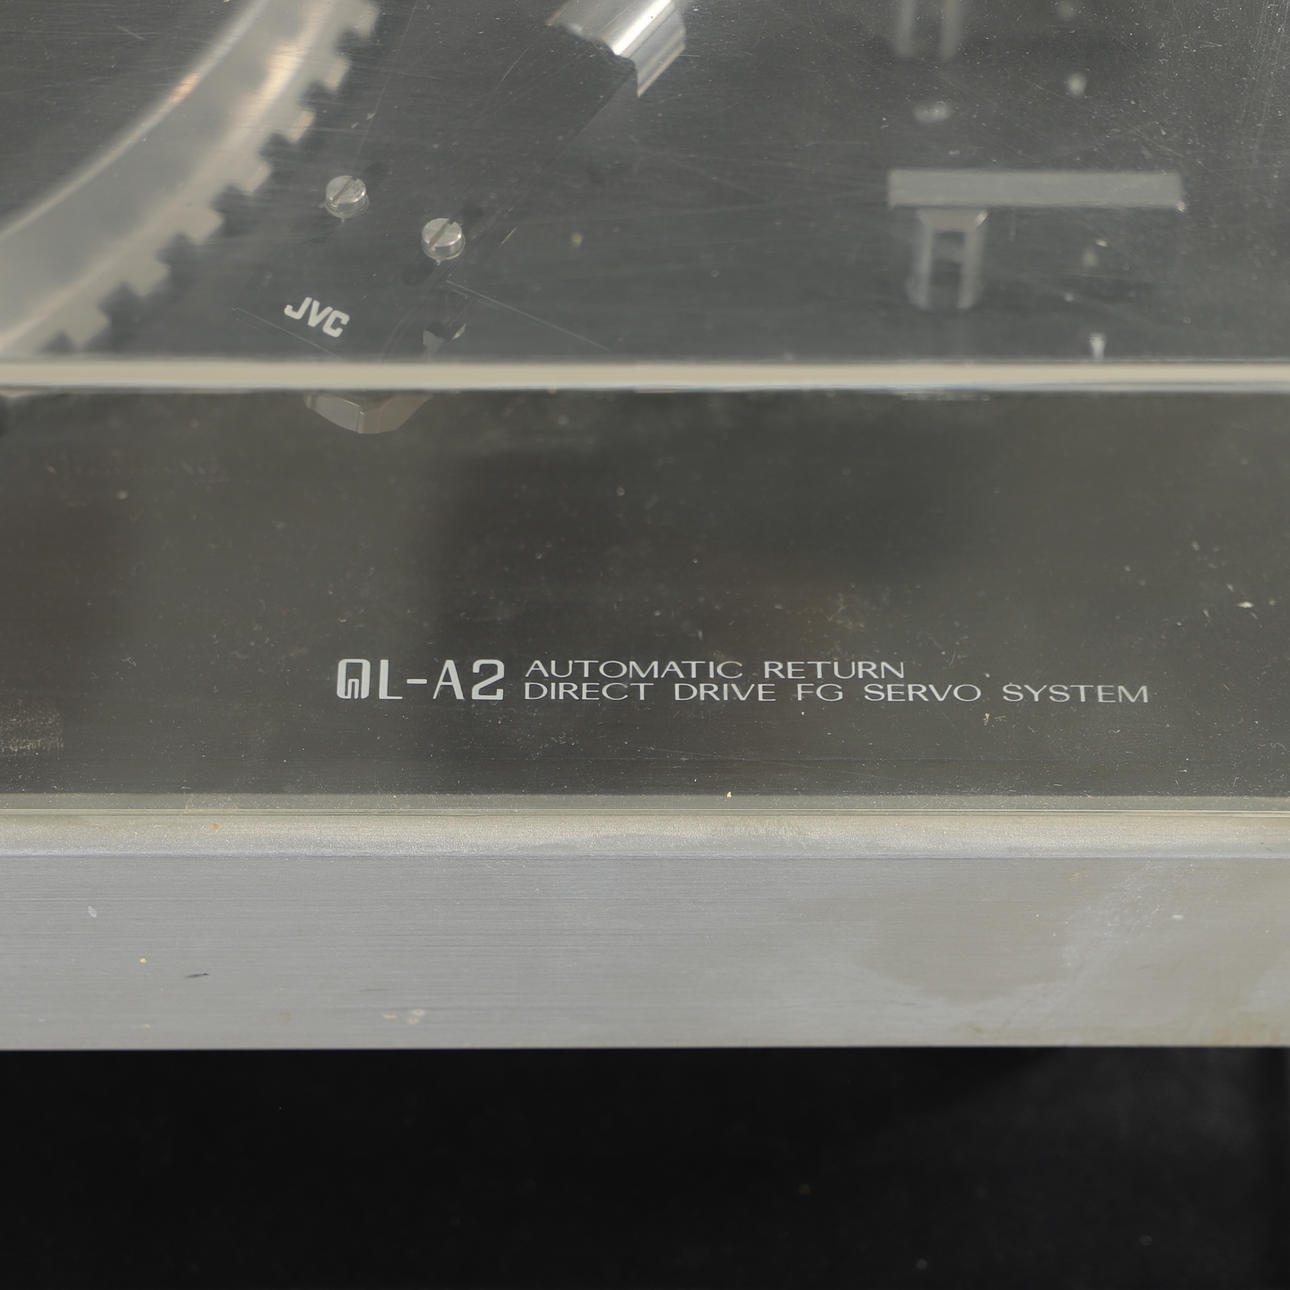 JVC
QL-A2 AUTOMATIC RETURN
DIRECT DRIVE FG SERVO SYSTEM